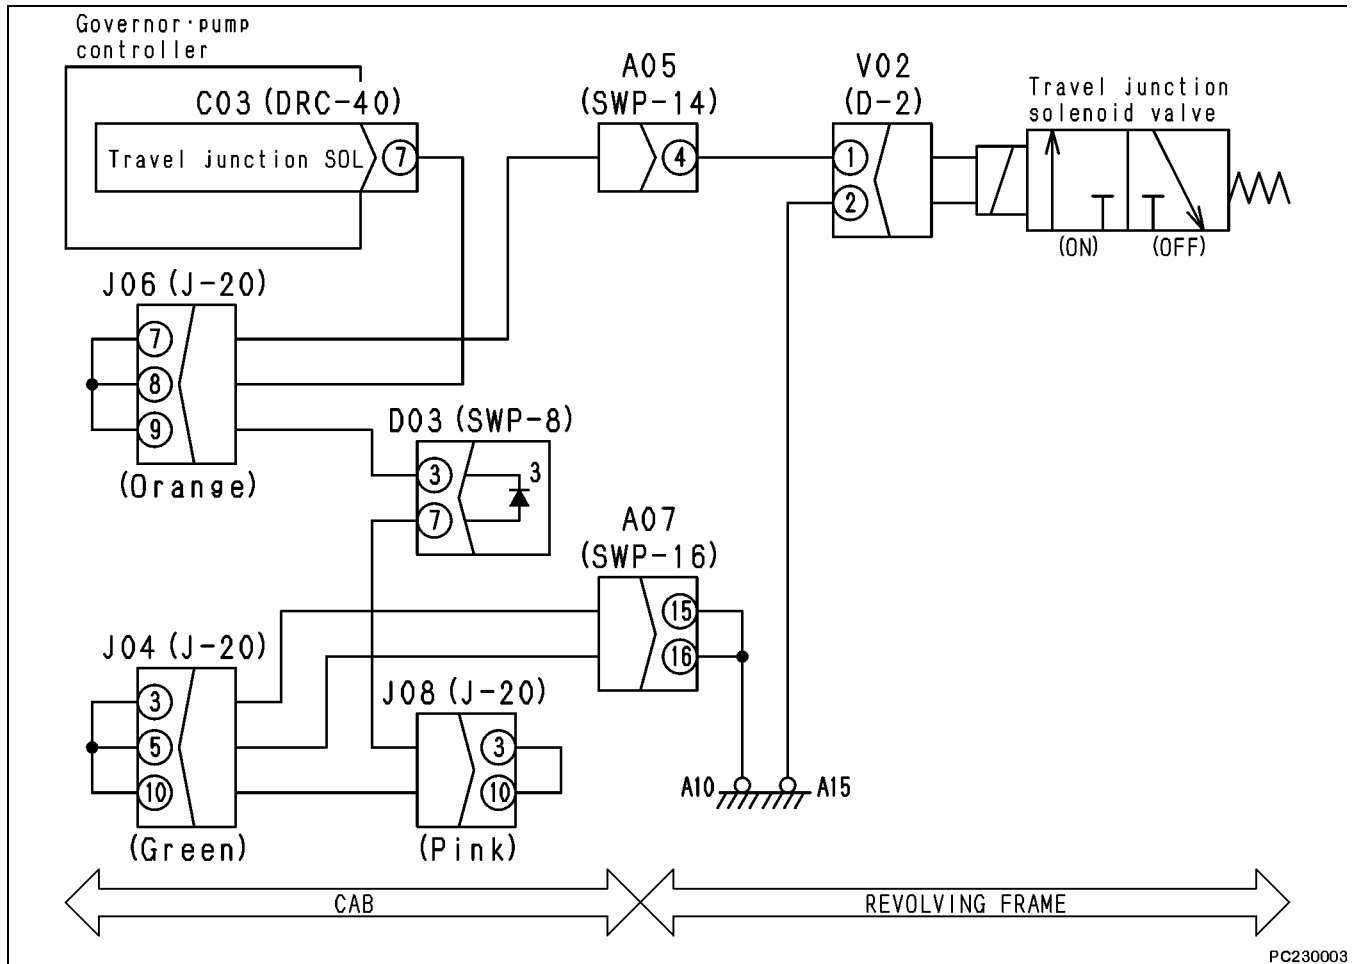 Governor·pump
controller
C03 (DRC-40)
Travel junction SOL
7
A05
(SWP-14)
4
V02
(D-2)
1
2
Travel junction
solenoid valve
(ON)
(OFF)
J06 (J-20)
7
8
9
(Orange)
D03 (SWP-8)
3
7
3
A07
(SWP-16)
15
16
J04 (J-20)
3
5
10
(Green)
J08 (J-20)
3
10
(Pink)
A10
A15
CAB
REVOLVING FRAME
PC230003